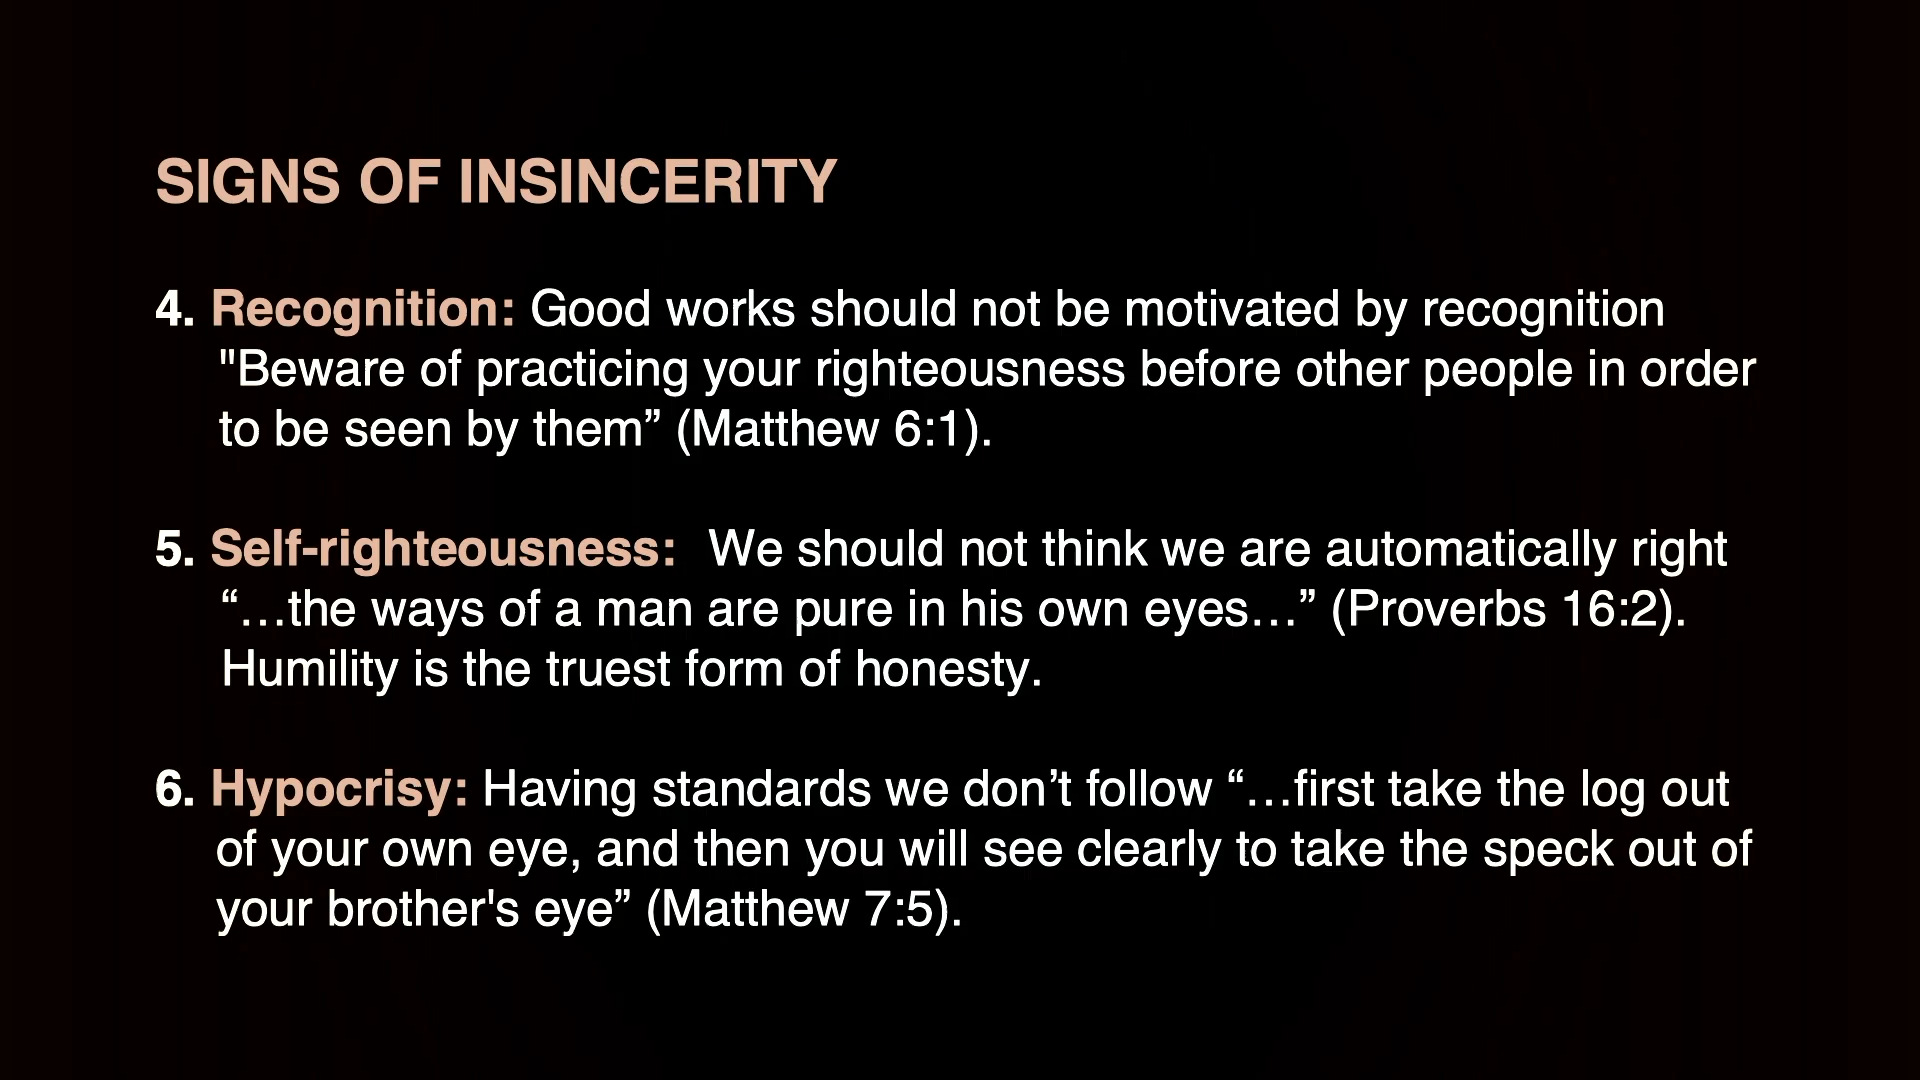 SIGNS OF INSINCERITY
4. Recognition: Good works should not be motivated by recognition
"Beware of practicing your righteousness before other people in order
to be seen by them” (Matthew 6:1).
5. Self-righteousness:  We should not think we are automatically right
“…the ways of a man are pure in his own eyes…” (Proverbs 16:2).
Humility is the truest form of honesty.
6. Hypocrisy: Having standards we don’t follow “…first take the log out
of your own eye, and then you will see clearly to take the speck out of
your brother's eye” (Matthew 7:5).